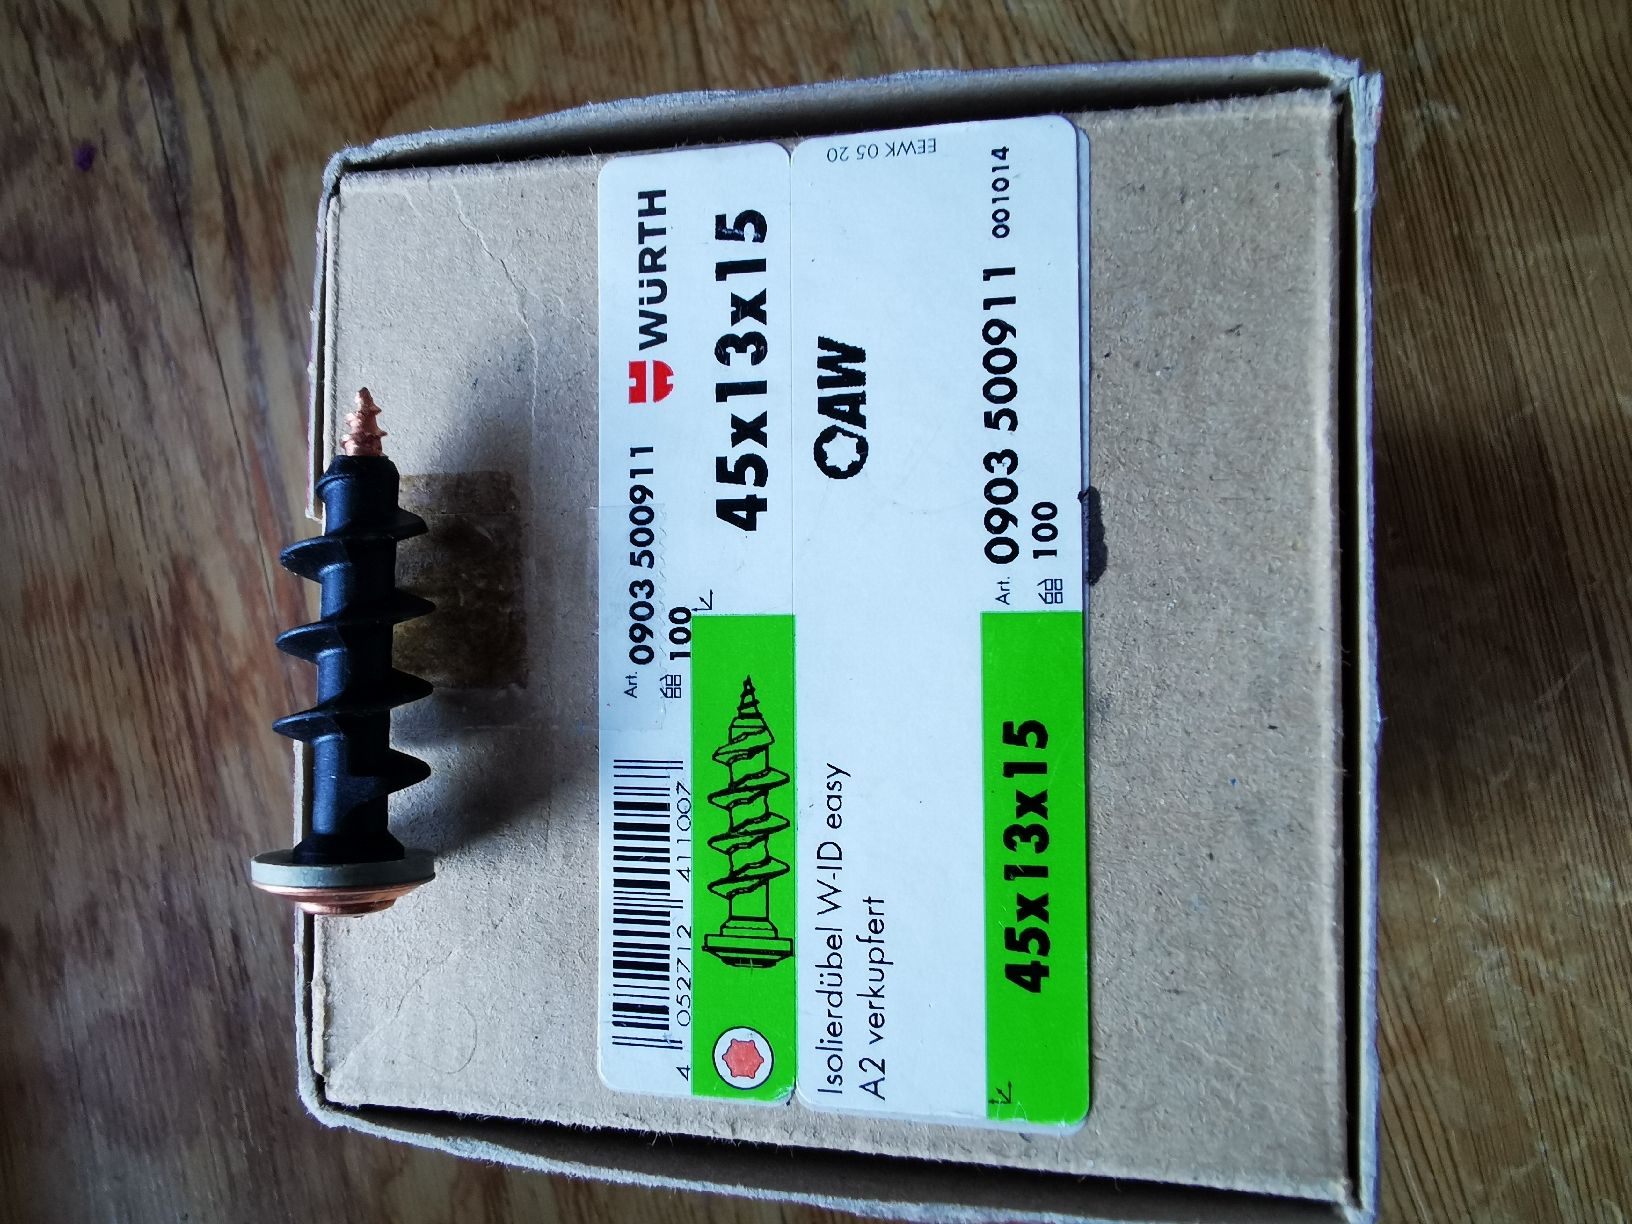 Art. 0903 500911
100
WÜRTH
4 052712 411007
45x13x15
Isolierdübel W-ID easy
A2 verkupfert
AW
EEWK 05 20
45x13x15
Art. 0903 500911 001014
100